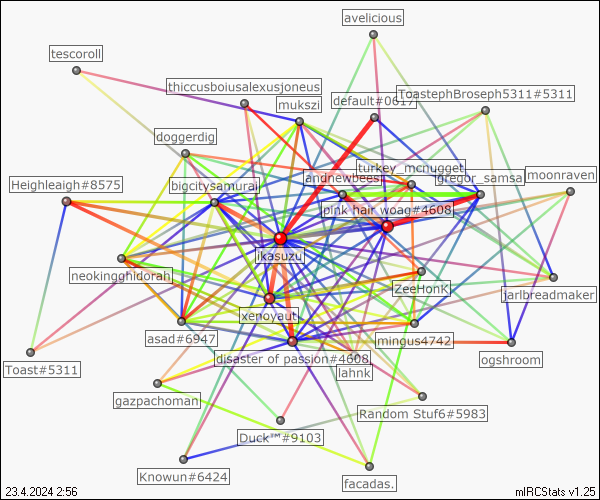 avelicious
tescoroll
thiccusboiusalexusjoneus
ToastephBroseph5311#5311
default#0617
mukszi
doggerdig
turkey_mcnugget
andnewbees
gregor_samsa
moonraven
Heighleaigh#8575
bigcitysamurai
pink hair woag#4608
ikasuzu
neokingghidorah
ZeeHonK
jarlbreadmaker
xenoyaut
asad#6947
mingus4742
disaster of passion#4608
ogshroom
Toast#5311
lahnk
gazpachoman
Random Stuf6#5983
Duck™#9103
Knowun#6424
facadas.
23.4.2024 2:56
mIRCStats v1.25